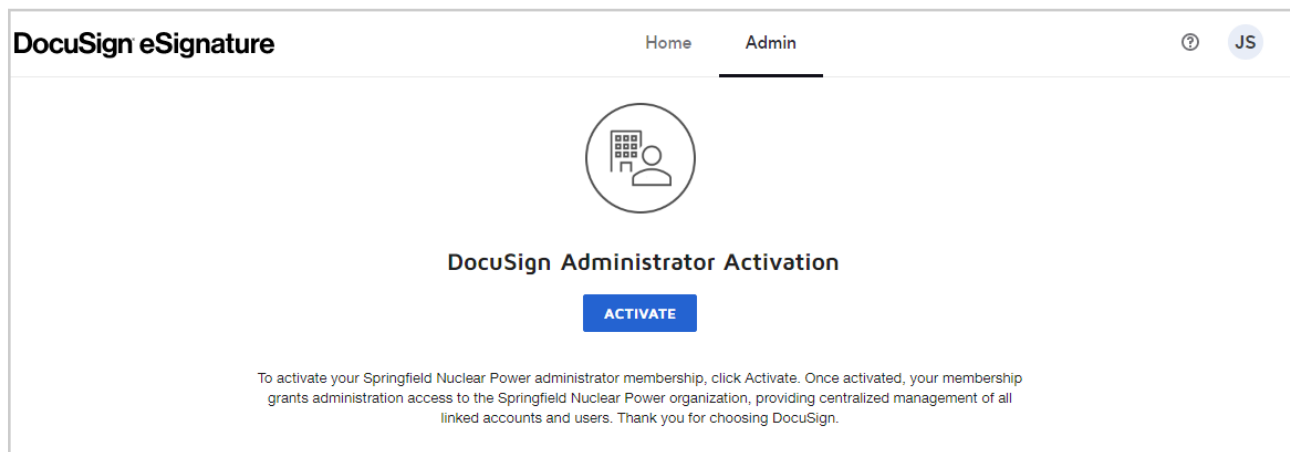 DocuSign eSignature
Home
Admin
?
JS
DocuSign Administrator Activation
ACTIVATE
To activate your Springfield Nuclear Power administrator membership, click Activate. Once activated, your membership
grants administration access to the Springfield Nuclear Power organization, providing centralized management of all
linked accounts and users. Thank you for choosing DocuSign.